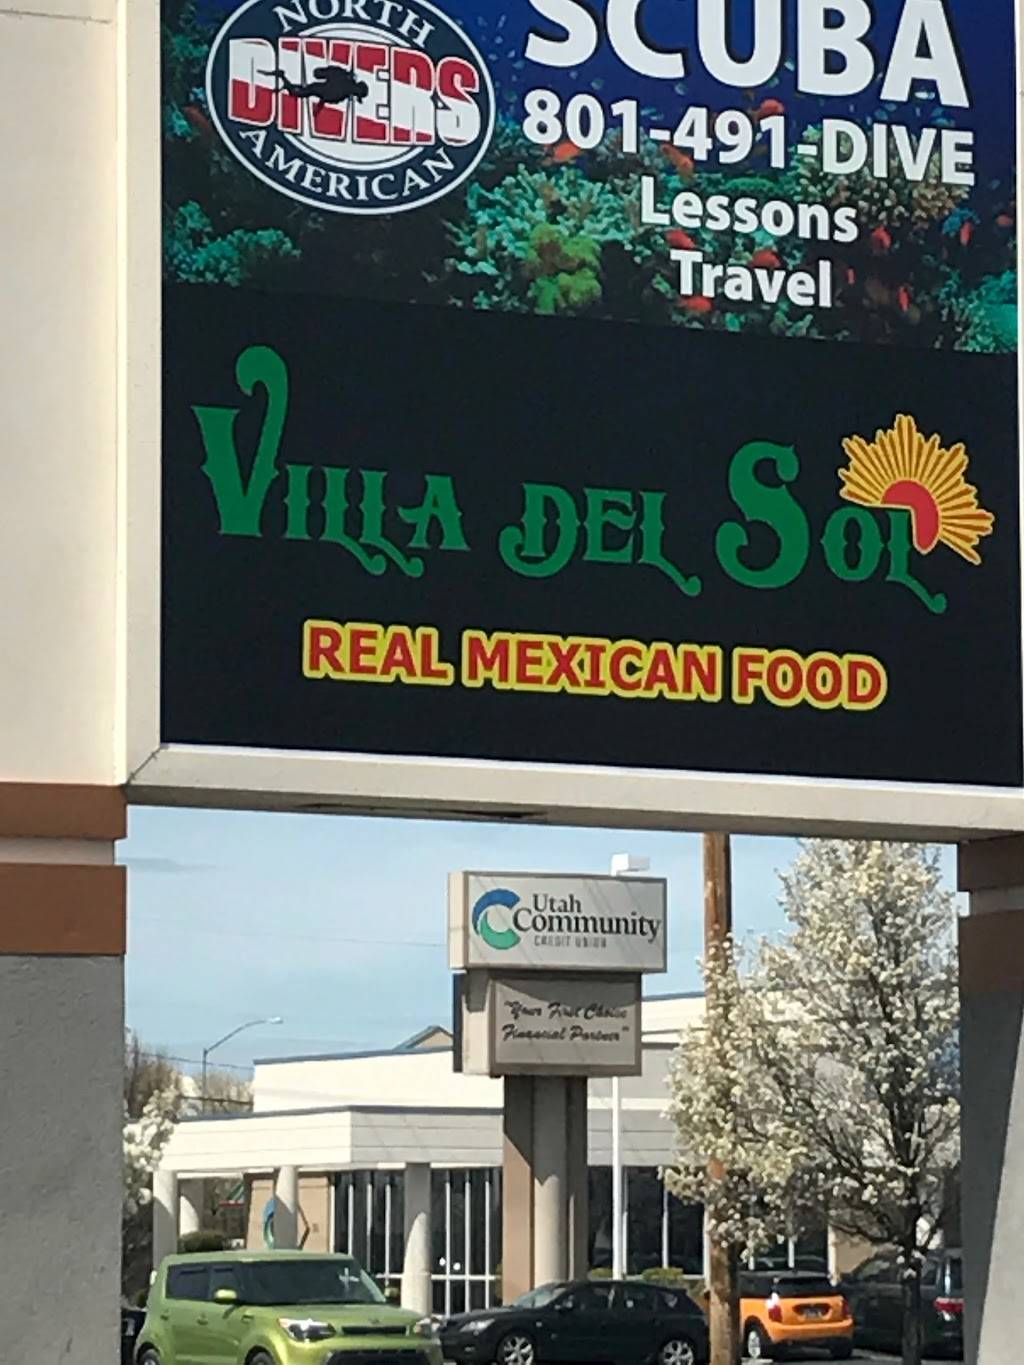 NORTH
DIVERS
AMERICAN
SCUBA
801-491-DIVE
Lessons
Travel
VILLA DEL SOL
REAL MEXICAN FOOD
Utah
Community
CREDIT UNION
"Your First Choice
Financial Partner"